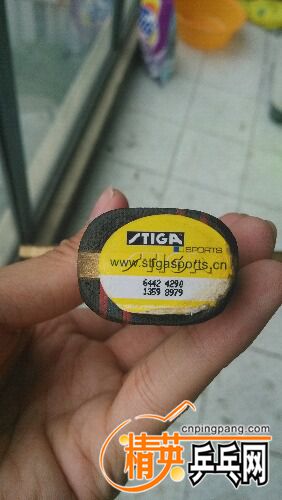 STIGA
SPORTS
www.stigasports.cn
6442 4290
1359 8979
cnpingpang.com
精英乒乓网